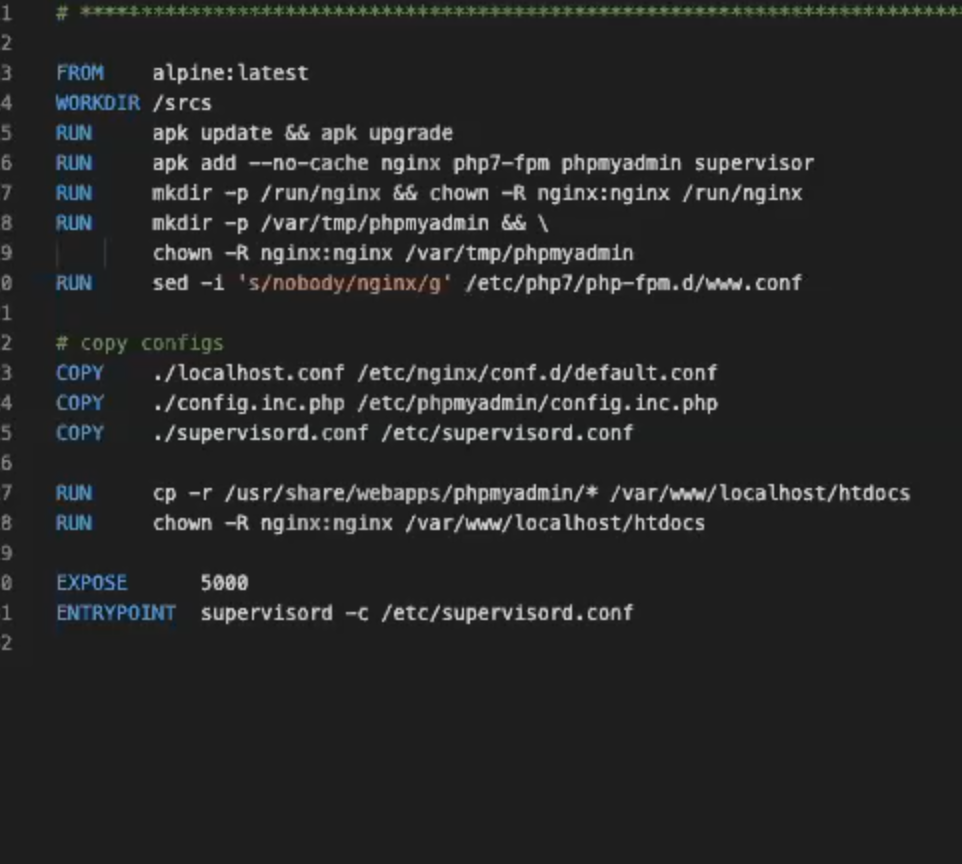 1 # ******************************************************************************
2
3 FROM alpine:latest
4 WORKDIR /srcs
5 RUN apk update && apk upgrade
6 RUN apk add --no-cache nginx php7-fpm phpmyadmin supervisor
7 RUN mkdir -p /run/nginx && chown -R nginx:nginx /run/nginx
8 RUN mkdir -p /var/tmp/phpmyadmin && \
9 chown -R nginx:nginx /var/tmp/phpmyadmin
0 RUN sed -i 's/nobody/nginx/g' /etc/php7/php-fpm.d/www.conf
1
2 # copy configs
3 COPY ./localhost.conf /etc/nginx/conf.d/default.conf
4 COPY ./config.inc.php /etc/phpmyadmin/config.inc.php
5 COPY ./supervisord.conf /etc/supervisord.conf
6
7 RUN cp -r /usr/share/webapps/phpmyadmin/* /var/www/localhost/htdocs
8 RUN chown -R nginx:nginx /var/www/localhost/htdocs
9
0 EXPOSE 5000
1 ENTRYPOINT supervisord -c /etc/supervisord.conf
2